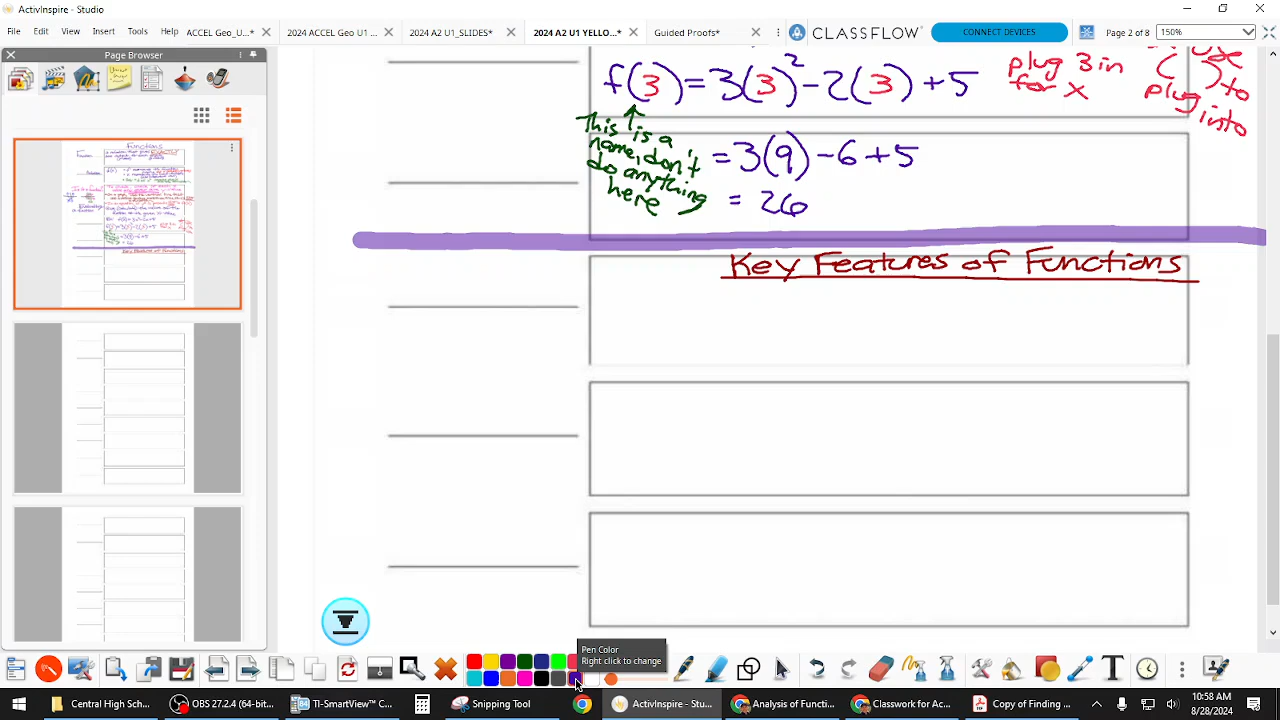 ActivInspire - Studio
ACCEL Geo_U...*
2024 ACCEL Geo U1 ...
2024 A2 U1_SLIDES*
2024 A2 U1 YELLO...*
Guided Proofs*
CLASSFLOW
CONNECT DEVICES
Page 2 of 8
150%
File Edit View Insert Tools Help
Page Browser
Functions
f(3) = 3(3)² - 2(3) + 5
plug 3 in
for x
( ) to
plug into
This is a
name, don't
do anything
here
= 3(9) - 6 + 5
= 26
Key Features of Functions
Pen Color
Right click to change
Central High Schoo...
OBS 27.2.4 (64-bit...
TI-SmartView™ C...
Snipping Tool
ActivInspire - Stu...
Analysis of Funct...
Classwork for Ac...
Copy of Finding ...
10:58 AM
8/28/2024